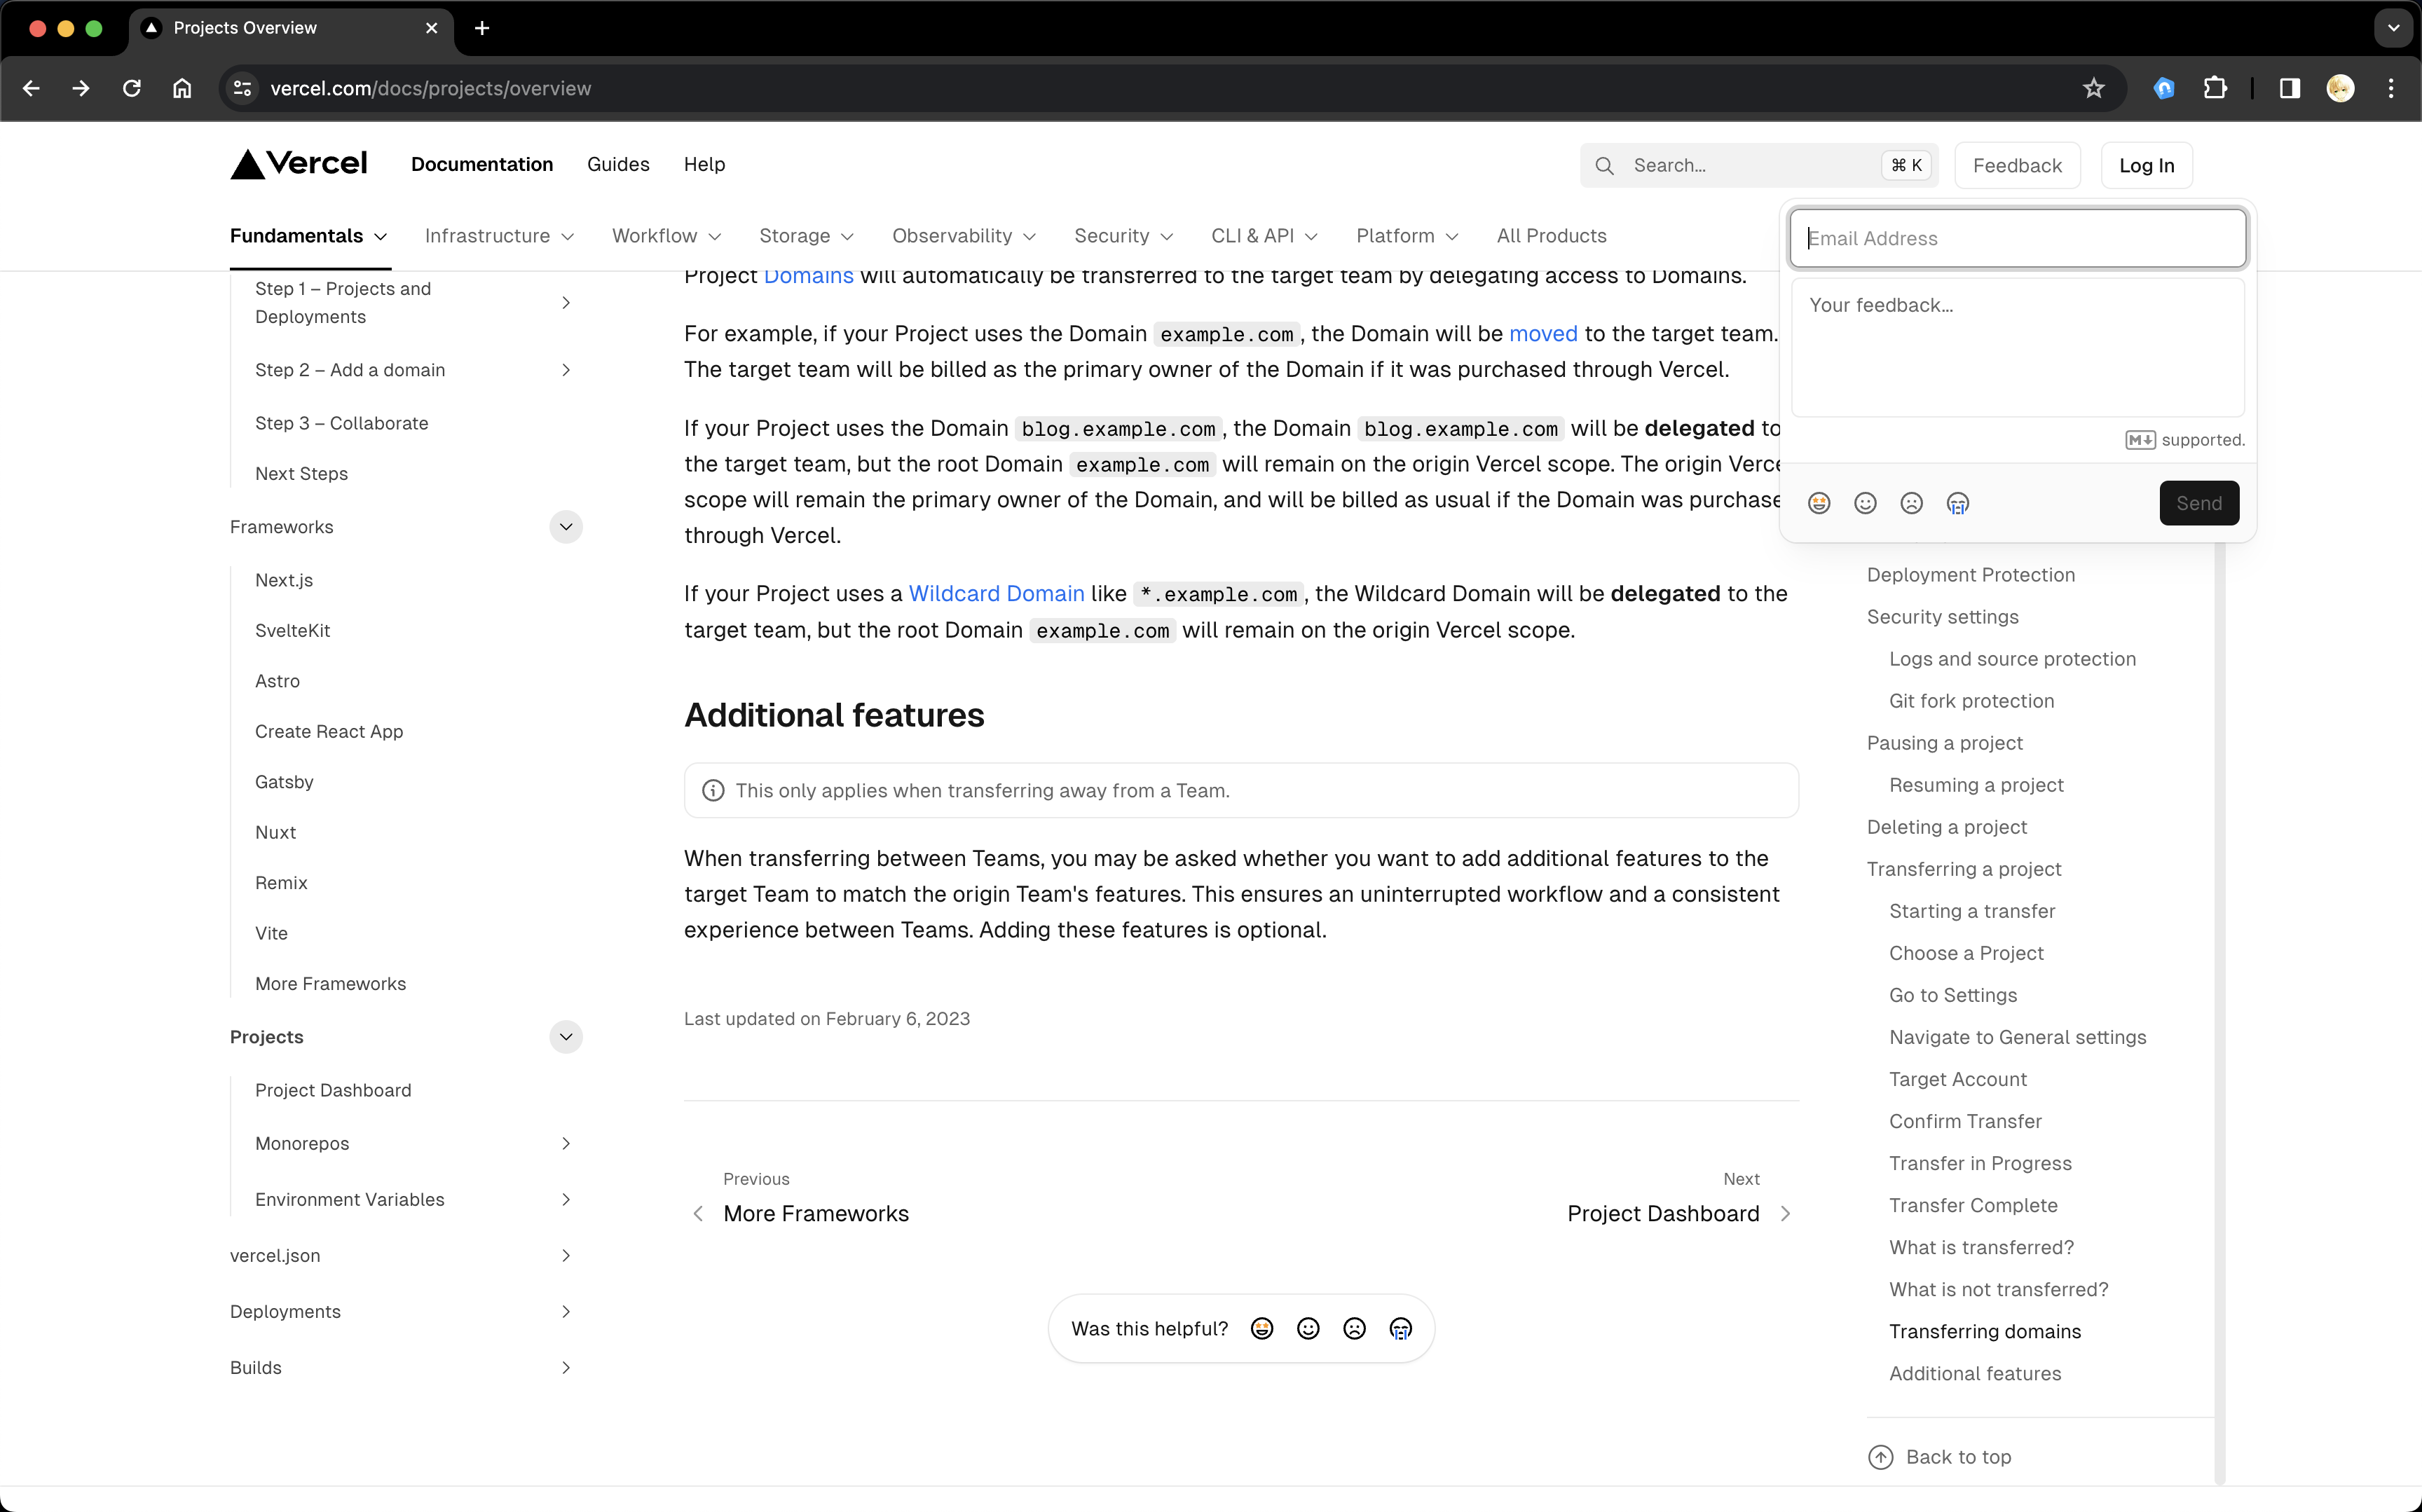 Projects Overview
vercel.com/docs/projects/overview
Vercel
Documentation
Guides
Help
Search...
⌘ K
Feedback
Log In
Fundamentals
Infrastructure
Workflow
Storage
Observability
Security
CLI & API
Platform
All Products
Email Address
Your feedback...
M supported.
Send
Step 1 – Projects and
Deployments
Step 2 – Add a domain
Step 3 – Collaborate
Next Steps
Frameworks
Next.js
SvelteKit
Astro
Create React App
Gatsby
Nuxt
Remix
Vite
More Frameworks
Projects
Project Dashboard
Monorepos
Environment Variables
vercel.json
Deployments
Builds
Project Domains will automatically be transferred to the target team by delegating access to Domains.
For example, if your Project uses the Domain example.com, the Domain will be moved to the target team.
The target team will be billed as the primary owner of the Domain if it was purchased through Vercel.
If your Project uses the Domain blog.example.com, the Domain blog.example.com will be delegated to
the target team, but the root Domain example.com will remain on the origin Vercel scope. The origin Verce
scope will remain the primary owner of the Domain, and will be billed as usual if the Domain was purchase
through Vercel.
If your Project uses a Wildcard Domain like *.example.com, the Wildcard Domain will be delegated to the
target team, but the root Domain example.com will remain on the origin Vercel scope.
Additional features
This only applies when transferring away from a Team.
When transferring between Teams, you may be asked whether you want to add additional features to the
target Team to match the origin Team's features. This ensures an uninterrupted workflow and a consistent
experience between Teams. Adding these features is optional.
Last updated on February 6, 2023
Previous
More Frameworks
Next
Project Dashboard
Was this helpful?
Deployment Protection
Security settings
Logs and source protection
Git fork protection
Pausing a project
Resuming a project
Deleting a project
Transferring a project
Starting a transfer
Choose a Project
Go to Settings
Navigate to General settings
Target Account
Confirm Transfer
Transfer in Progress
Transfer Complete
What is transferred?
What is not transferred?
Transferring domains
Additional features
Back to top